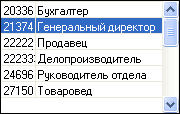 20336 Бухгалтер
21374 Генеральный директор
22222 Продавец
22233 Делопроизводитель
24696 Руководитель отдела
27150 Товаровед